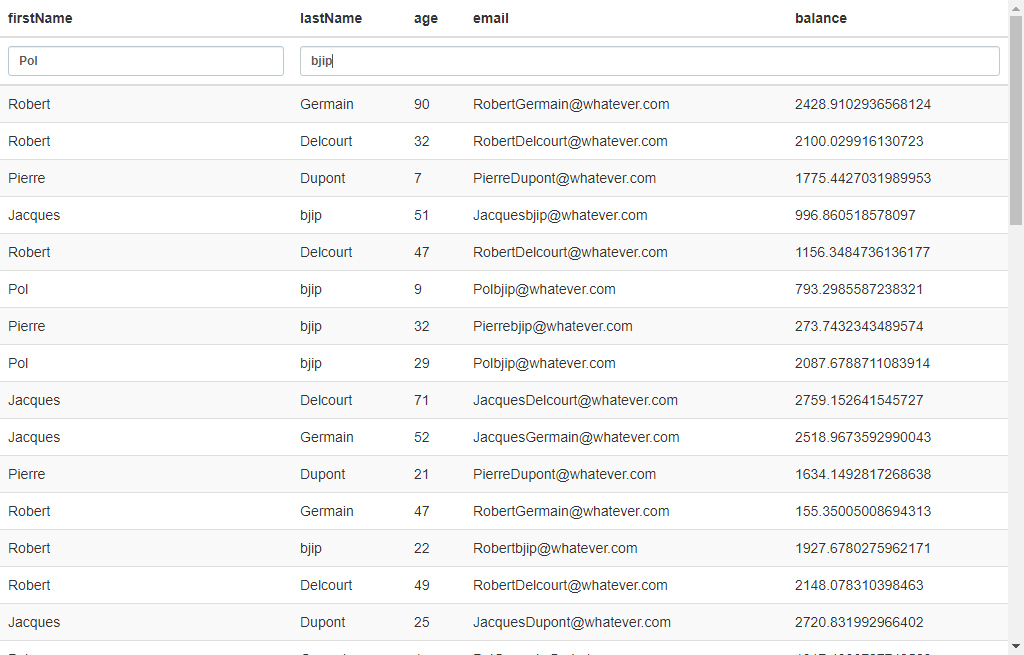 firstName lastName age email balance
Pol bjip
Robert Germain 90 RobertGermain@whatever.com 2428.9102936568124
Robert Delcourt 32 RobertDelcourt@whatever.com 2100.029916130723
Pierre Dupont 7 PierreDupont@whatever.com 1775.4427031989953
Jacques bjip 51 Jacquesbjip@whatever.com 996.860518578097
Robert Delcourt 47 RobertDelcourt@whatever.com 1156.3484736136177
Pol bjip 9 Polbjip@whatever.com 793.2985587238321
Pierre bjip 32 Pierrebjip@whatever.com 273.7432343489574
Pol bjip 29 Polbjip@whatever.com 2087.6788711083914
Jacques Delcourt 71 JacquesDelcourt@whatever.com 2759.152641545727
Jacques Germain 52 JacquesGermain@whatever.com 2518.9673592990043
Pierre Dupont 21 PierreDupont@whatever.com 1634.1492817268638
Robert Germain 47 RobertGermain@whatever.com 155.35005008694313
Robert bjip 22 Robertbjip@whatever.com 1927.6780275962171
Robert Delcourt 49 RobertDelcourt@whatever.com 2148.078310398463
Jacques Dupont 25 JacquesDupont@whatever.com 2720.831992966402